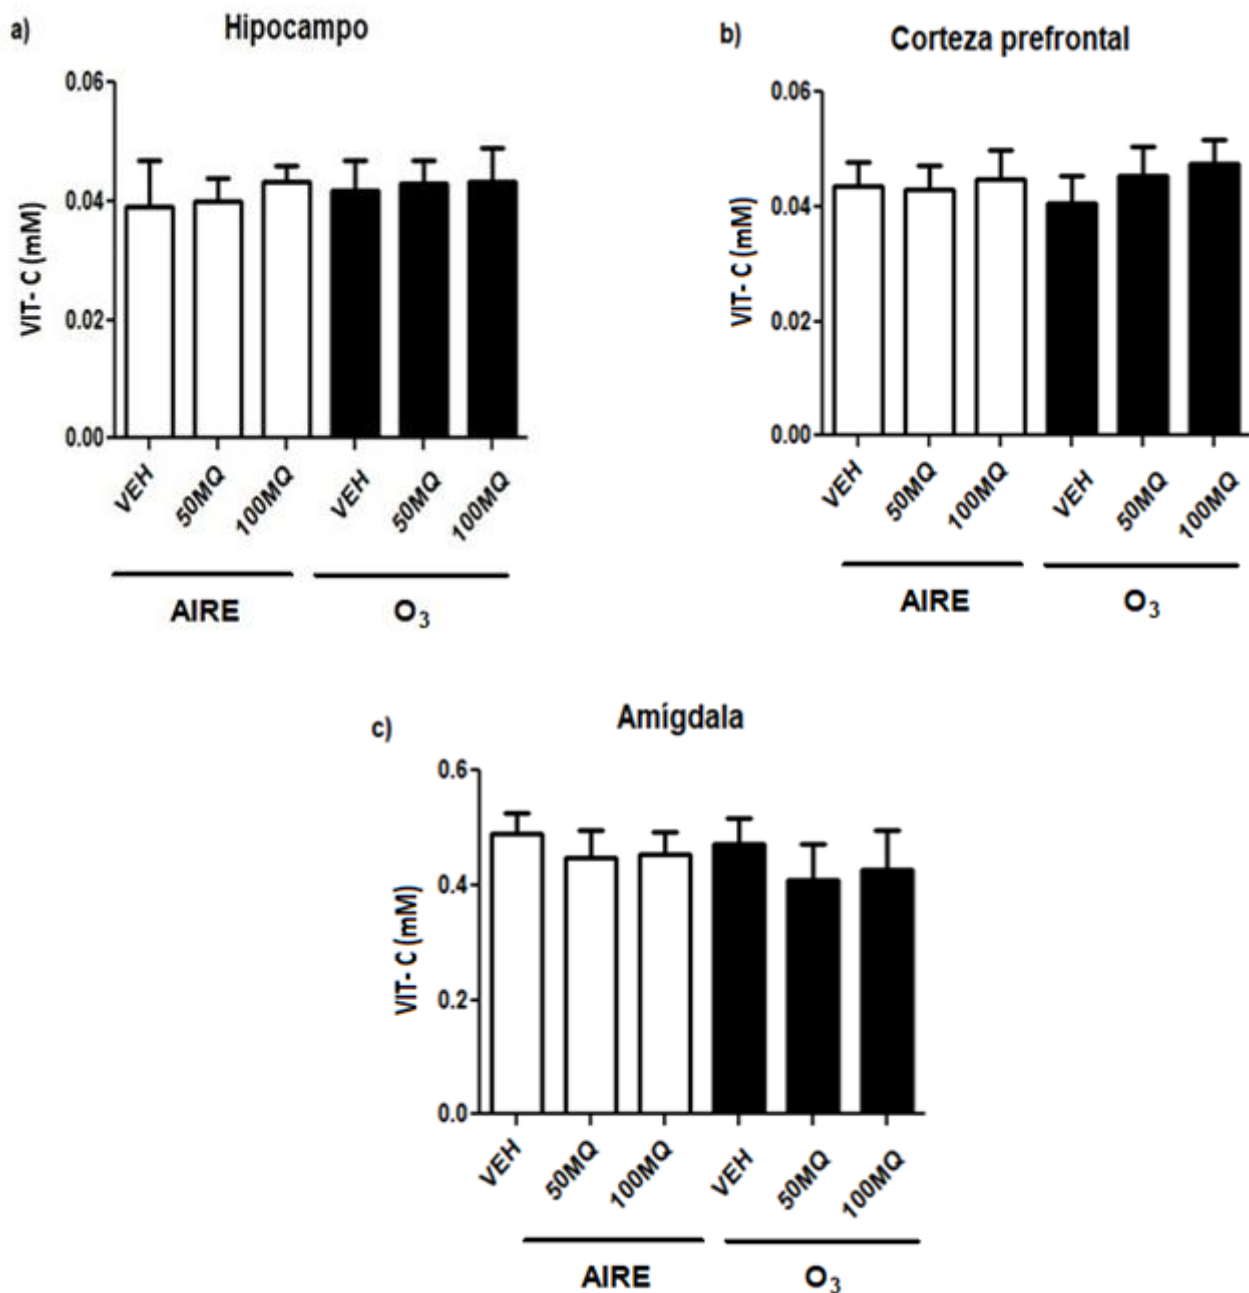 a)
Hipocampo
VIT- C (mM)
0.06
0.04
0.02
0.00
VEH
50MQ
100MQ
VEH
50MQ
100MQ
AIRE
O₃
b)
Corteza prefrontal
VIT- C (mM)
0.06
0.04
0.02
0.00
VEH
50MQ
100MQ
VEH
50MQ
100MQ
AIRE
O₃
c)
Amígdala
VIT- C (mM)
0.6
0.4
0.2
0.0
VEH
50MQ
100MQ
VEH
50MQ
100MQ
AIRE
O₃